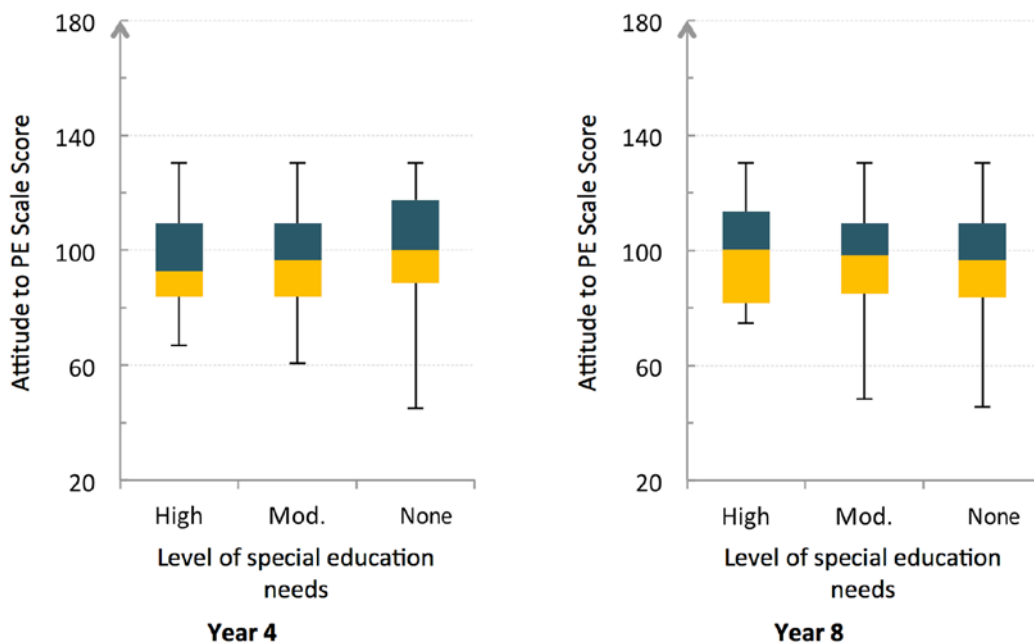 Attitude to PE Scale Score
180
140
100
60
20
High Mod. None
Level of special education
needs
Year 4
Attitude to PE Scale Score
180
140
100
60
20
High Mod. None
Level of special education
needs
Year 8